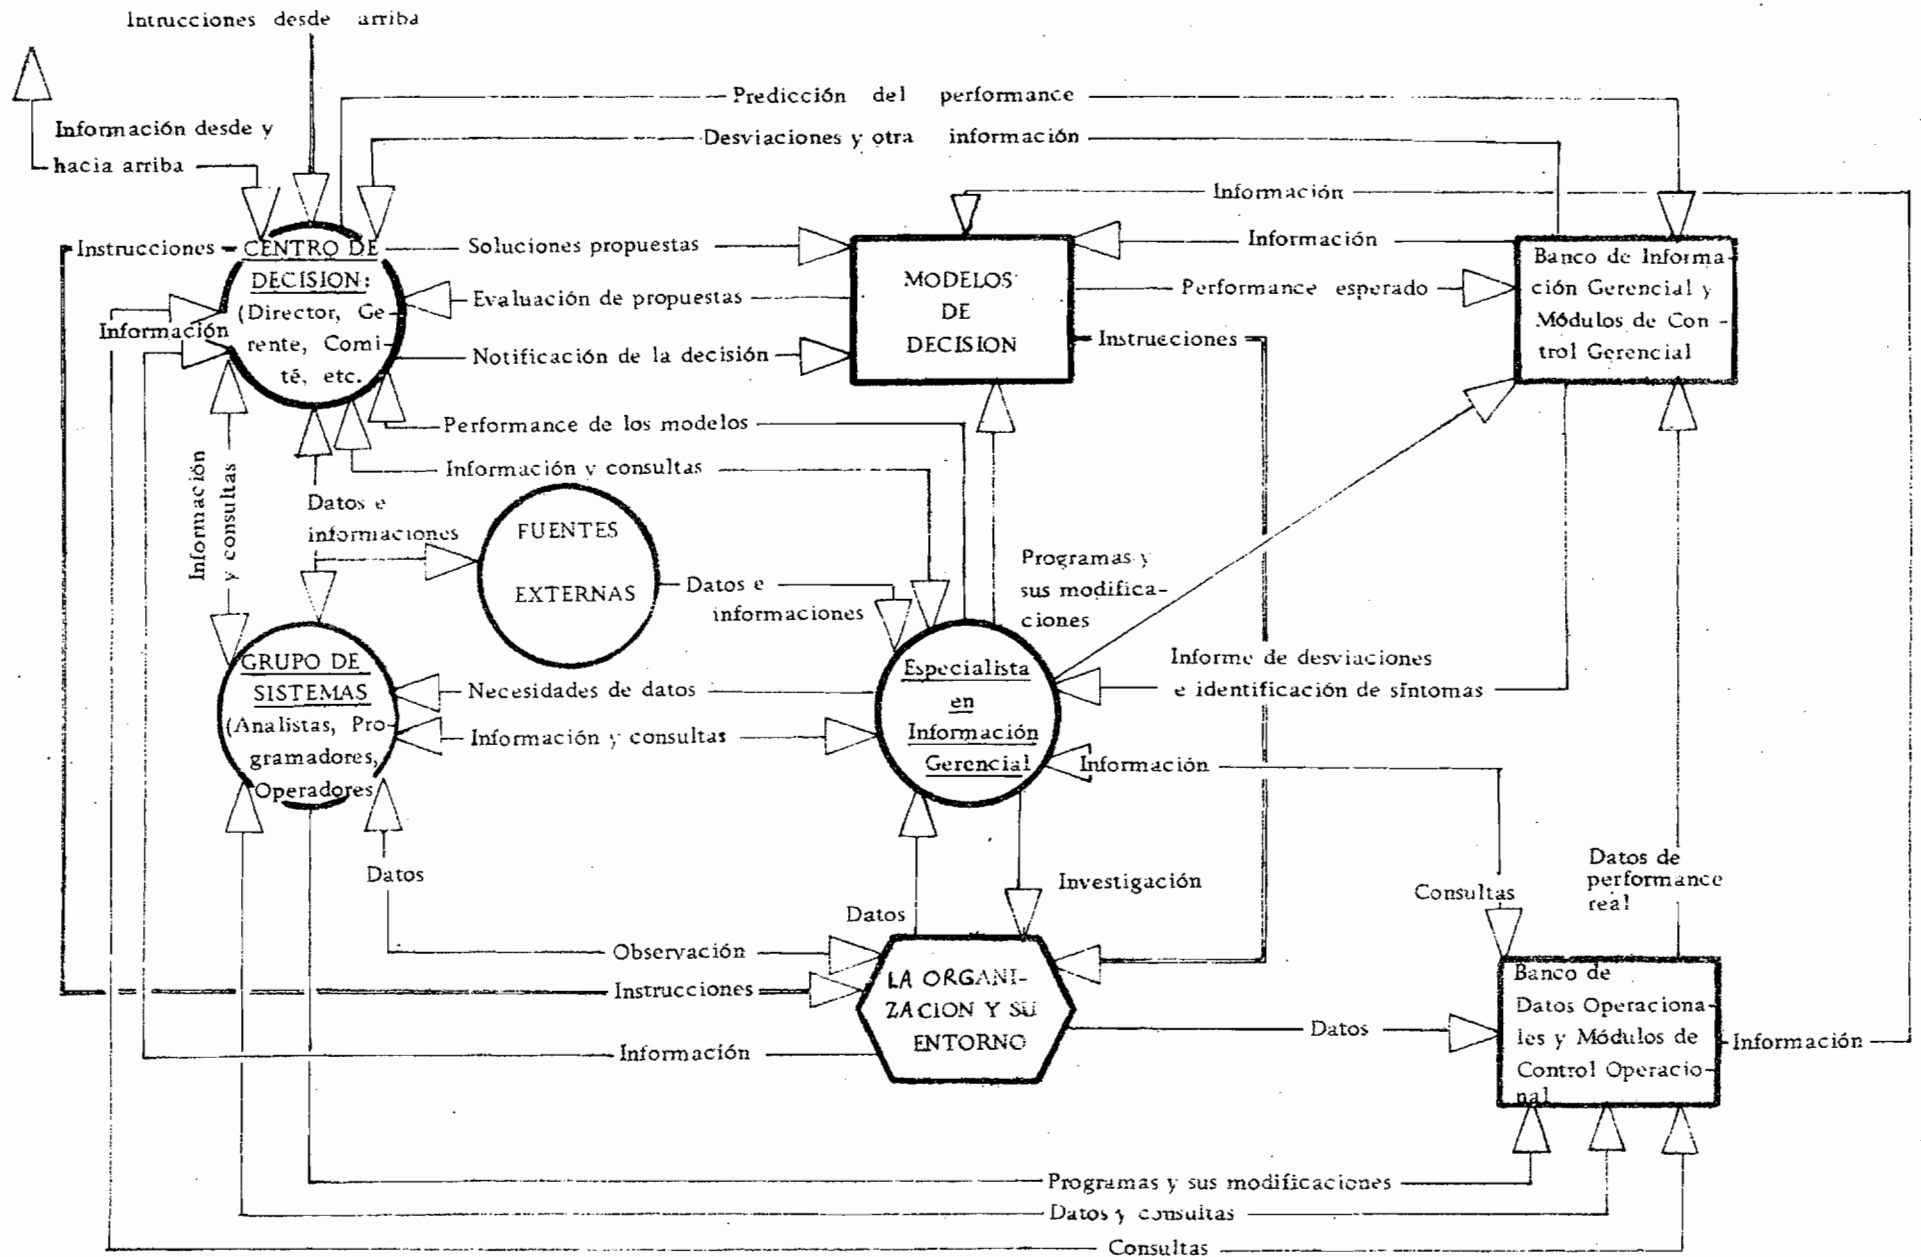 Intrucciones desde arriba
Predicción del performance
Información desde y
hacia arriba
Desviaciones y otra información
Información
Instrucciones
CENTRO DE
DECISION:
(Director, Ge-
rente, Comi-
té, etc.
Soluciones propuestas
Evaluación de propuestas
Notificación de la decisión
MODELOS
DE
DECISION
Información
Performance esperado
Instrucciones
Banco de Informa-
ción Gerencial y
Módulos de Con -
trol Gerencial
Información
Performance de los modelos
Información y consultas
Información
y consultas
Datos e
informaciones
FUENTES
EXTERNAS
Datos e
informaciones
Programas y
sus modifica-
ciones
GRUPO DE
SISTEMAS
(Analistas, Pro-
gramadores,
Operadores
Necesidades de datos
Información y consultas
Especialista
en
Información
Gerencial
Informe de desviaciones
e identificación de síntomas
Información
Datos
Datos
Investigación
Consultas
Datos de
performance
real
Observación
Instrucciones
Información
LA ORGANI-
ZACION Y SU
ENTORNO
Datos
Banco de
Datos Operaciona-
les y Módulos de
Control Operacio-
nal
Información
Programas y sus modificaciones
Datos y consultas
Consultas